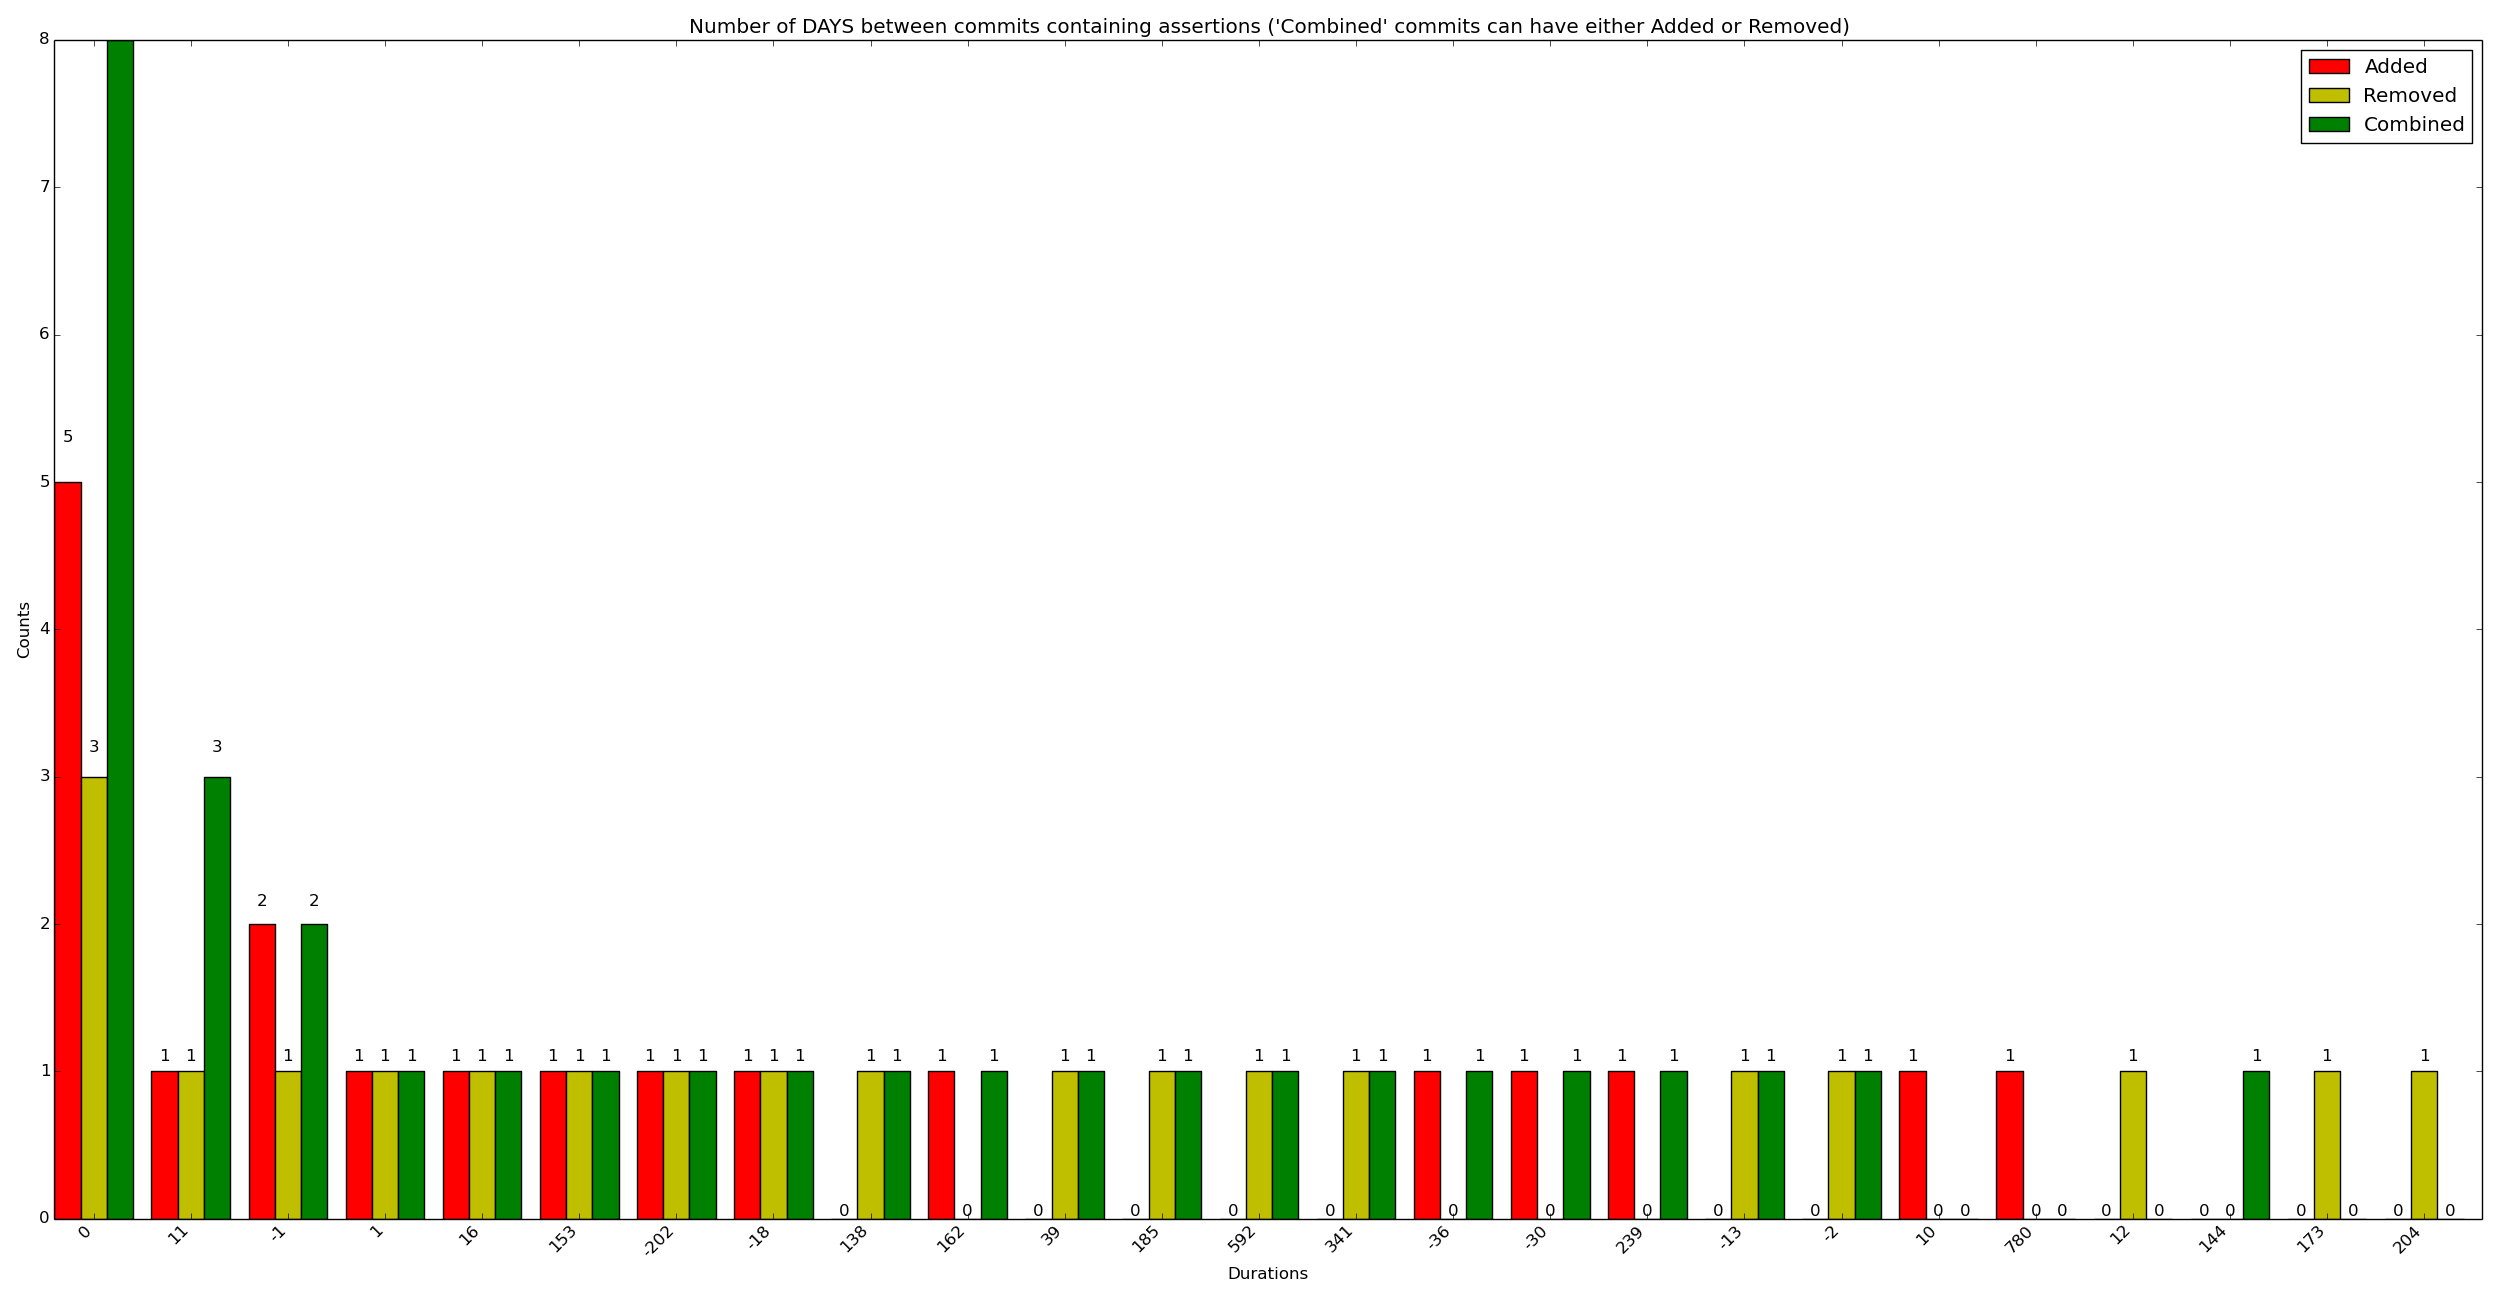 Number of DAYS between commits containing assertions ('Combined' commits can have either Added or Removed)
8
7
6
5
4
3
2
1
0
Counts
Added
Removed
Combined
5 3
1 1 3
2 1 2
1 1 1
1 1 1
1 1 1
1 1 1
1 1 1
0 1 1
1 0 1
0 1 1
0 1 1
0 1 1
0 1 1
1 0 1
1 0 1
1 0 1
0 1 1
0 1 1
1 0 0
1 0 0
0 1 0
0 0 1
0 1 0
0 1 0
0 11 -1 1 16 153 -202 -18 138 162 39 185 592 341 -36 -30 239 -13 -2 10 780 12 144 173 204
Durations